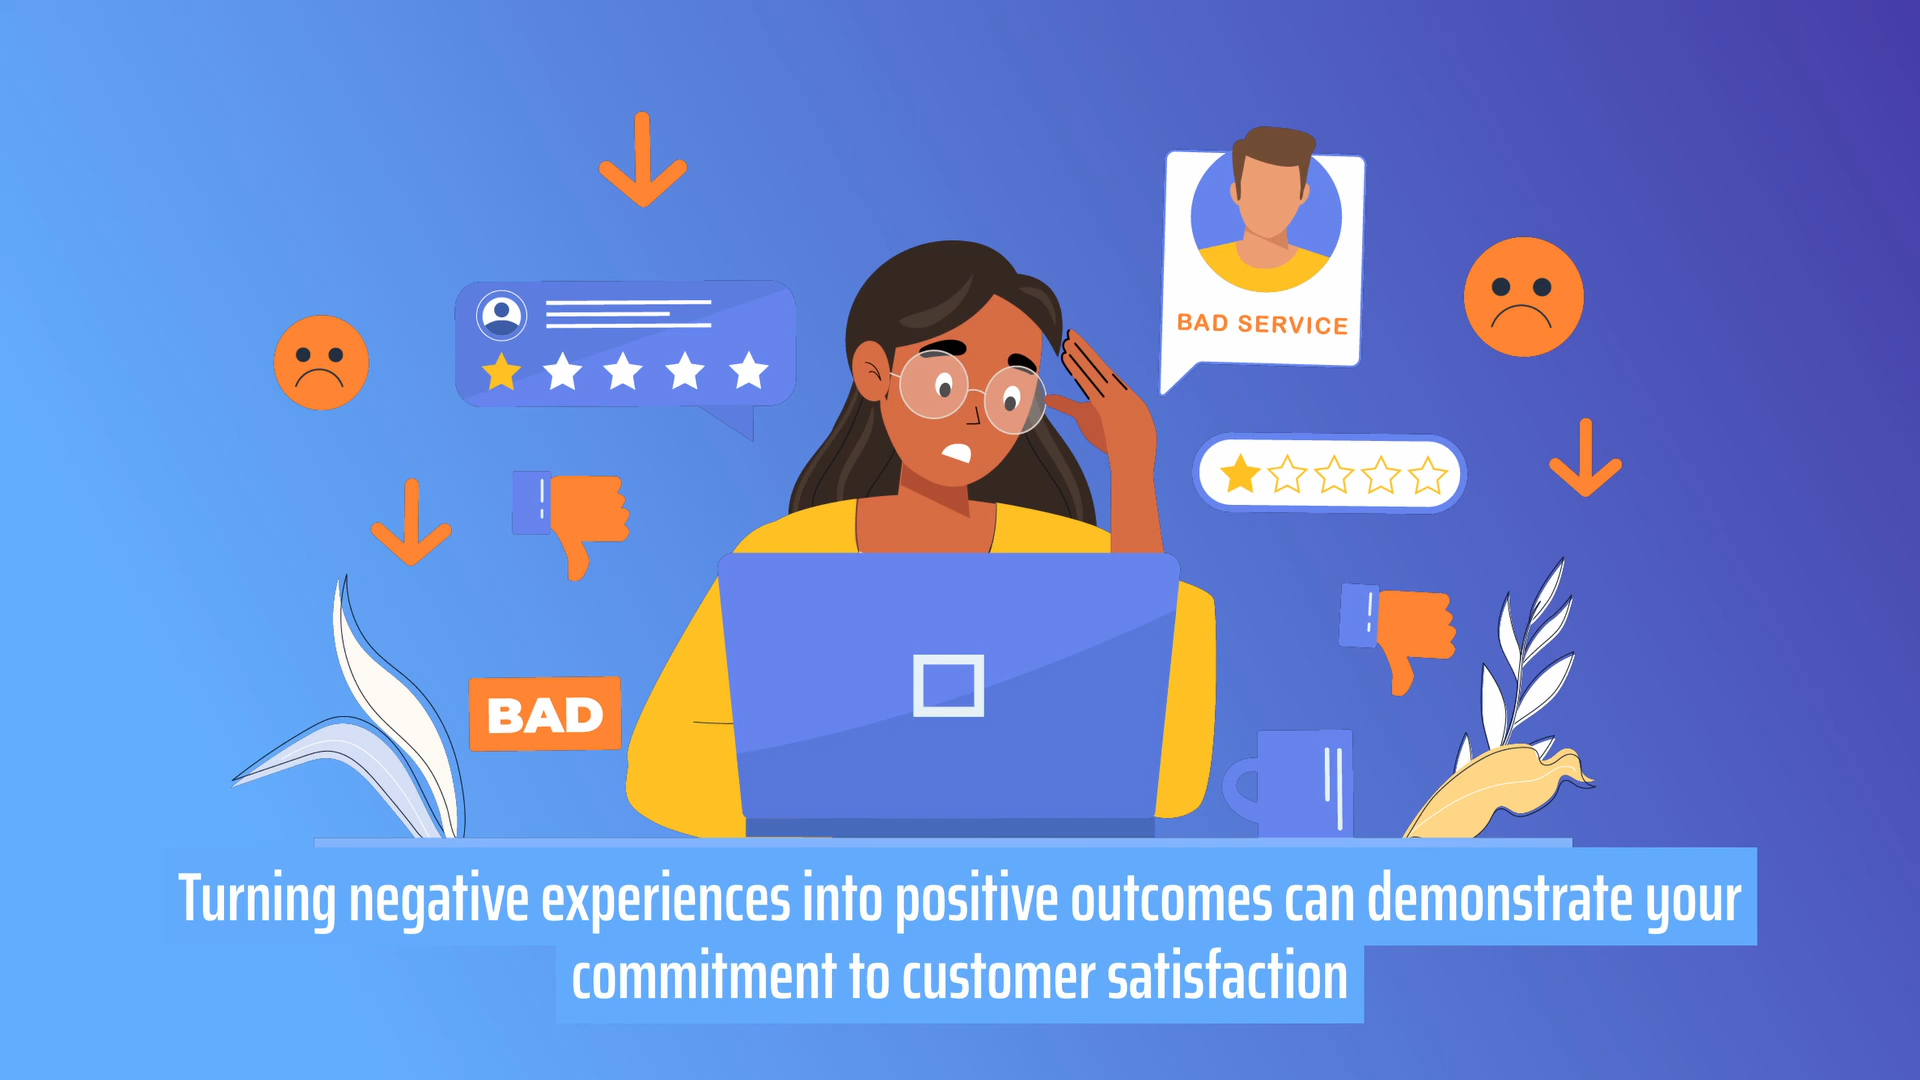 BAD SERVICE
BAD
Turning negative experiences into positive outcomes can demonstrate your
commitment to customer satisfaction